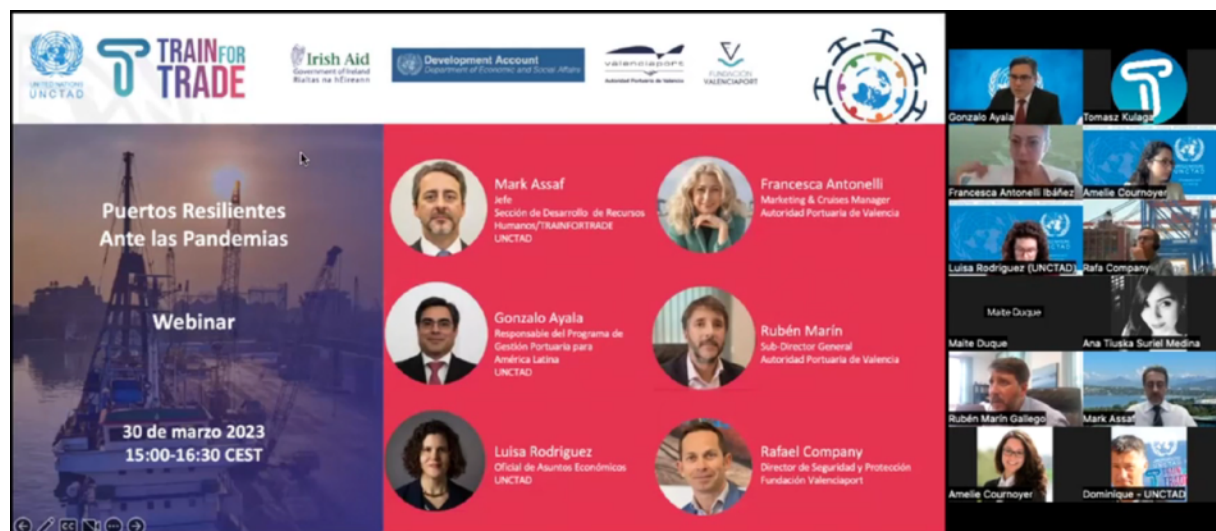 UNITED NATIONS
UNCTAD
TRAIN FOR
TRADE
Irish Aid
Government of Ireland
Rialtas na hÉireann
Development Account
Department of Economic and Social Affairs
valenciaport
Autoridad Portuaria de Valencia
FUNDACIÓN
VALENCIAPORT
Puertos Resilientes
Ante las Pandemias
Webinar
30 de marzo 2023
15:00-16:30 CEST
Mark Assaf
Jefe
Sección de Desarrollo de Recursos
Humanos/TRAINFORTRADE
UNCTAD
Francesca Antonelli
Marketing & Cruises Manager
Autoridad Portuaria de Valencia
Gonzalo Ayala
Responsable del Programa de
Gestión Portuaria para
América Latina
UNCTAD
Rubén Marín
Sub-Director General
Autoridad Portuaria de Valencia
Luisa Rodriguez
Oficial de Asuntos Económicos
UNCTAD
Rafael Company
Director de Seguridad y Protección
Fundación Valenciaport
Gonzalo Ayala
Tomasz Kulaga
Francesca Antonelli Ibáñez
Amelie Cournoyer
Luisa Rodriguez (UNCTAD)
Rafa Company
Maite Duque
Maite Duque
Ana Tiuska Suriel Medina
Rubén Marín Gallego
Mark Assaf
Amelie Cournoyer
Dominique - UNCTAD
CC